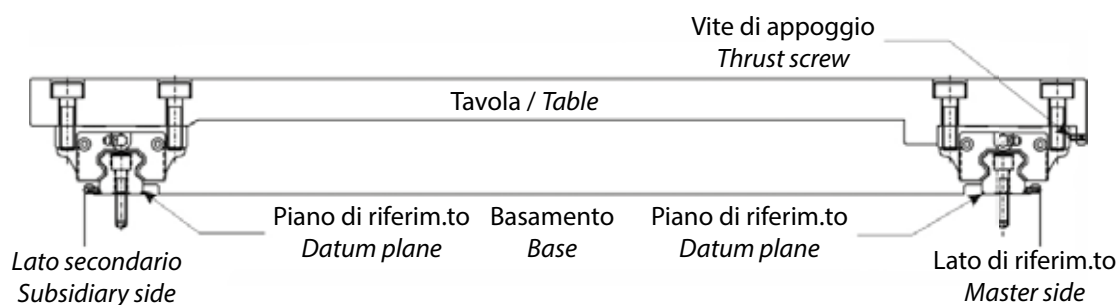 Vite di appoggio
Thrust screw
Tavola / Table
Piano di riferim.to
Datum plane
Basamento
Base
Piano di riferim.to
Datum plane
Lato secondario
Subsidiary side
Lato di riferim.to
Master side